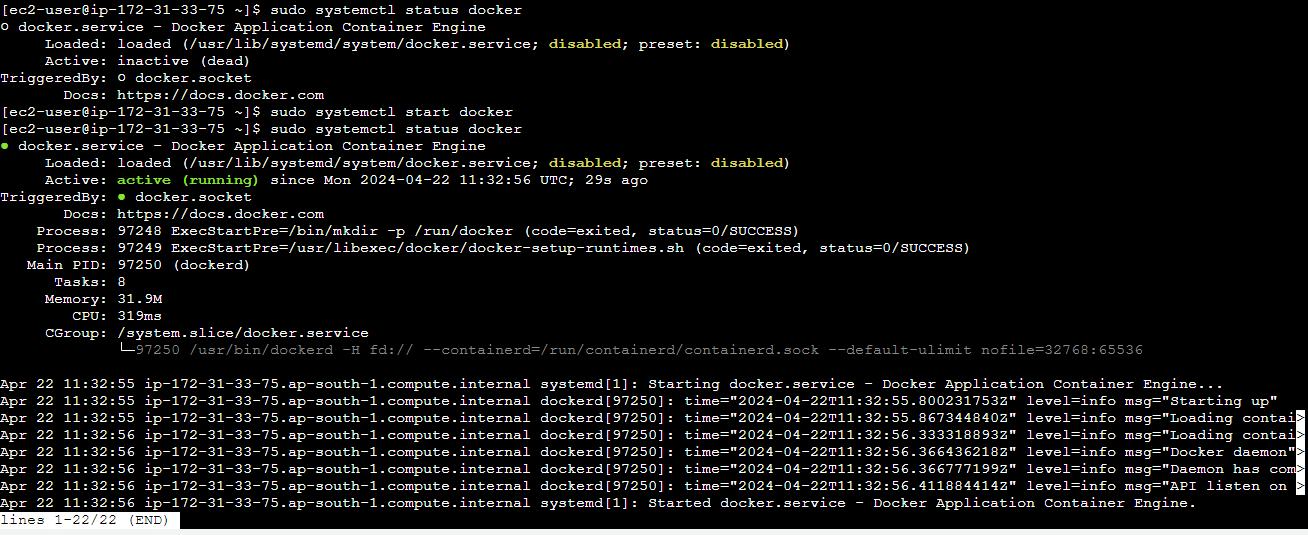 [ec2-user@ip-172-31-33-75 ~]$ sudo systemctl status docker
○ docker.service - Docker Application Container Engine
     Loaded: loaded (/usr/lib/systemd/system/docker.service; disabled; preset: disabled)
     Active: inactive (dead)
TriggeredBy: ○ docker.socket
       Docs: https://docs.docker.com
[ec2-user@ip-172-31-33-75 ~]$ sudo systemctl start docker
[ec2-user@ip-172-31-33-75 ~]$ sudo systemctl status docker
● docker.service - Docker Application Container Engine
     Loaded: loaded (/usr/lib/systemd/system/docker.service; disabled; preset: disabled)
     Active: active (running) since Mon 2024-04-22 11:32:56 UTC; 29s ago
TriggeredBy: ● docker.socket
       Docs: https://docs.docker.com
    Process: 97248 ExecStartPre=/bin/mkdir -p /run/docker (code=exited, status=0/SUCCESS)
    Process: 97249 ExecStartPre=/usr/libexec/docker/docker-setup-runtimes.sh (code=exited, status=0/SUCCESS)
   Main PID: 97250 (dockerd)
      Tasks: 8
     Memory: 31.9M
        CPU: 319ms
     CGroup: /system.slice/docker.service
             └─97250 /usr/bin/dockerd -H fd:// --containerd=/run/containerd/containerd.sock --default-ulimit nofile=32768:65536
Apr 22 11:32:55 ip-172-31-33-75.ap-south-1.compute.internal systemd[1]: Starting docker.service - Docker Application Container Engine...
Apr 22 11:32:55 ip-172-31-33-75.ap-south-1.compute.internal dockerd[97250]: time="2024-04-22T11:32:55.800231753Z" level=info msg="Starting up"
Apr 22 11:32:55 ip-172-31-33-75.ap-south-1.compute.internal dockerd[97250]: time="2024-04-22T11:32:55.867344840Z" level=info msg="Loading contai>
Apr 22 11:32:56 ip-172-31-33-75.ap-south-1.compute.internal dockerd[97250]: time="2024-04-22T11:32:56.333318893Z" level=info msg="Loading contai>
Apr 22 11:32:56 ip-172-31-33-75.ap-south-1.compute.internal dockerd[97250]: time="2024-04-22T11:32:56.366436218Z" level=info msg="Docker daemon">
Apr 22 11:32:56 ip-172-31-33-75.ap-south-1.compute.internal dockerd[97250]: time="2024-04-22T11:32:56.366777199Z" level=info msg="Daemon has com>
Apr 22 11:32:56 ip-172-31-33-75.ap-south-1.compute.internal dockerd[97250]: time="2024-04-22T11:32:56.411884414Z" level=info msg="API listen on >
Apr 22 11:32:56 ip-172-31-33-75.ap-south-1.compute.internal systemd[1]: Started docker.service - Docker Application Container Engine.
lines 1-22/22 (END)